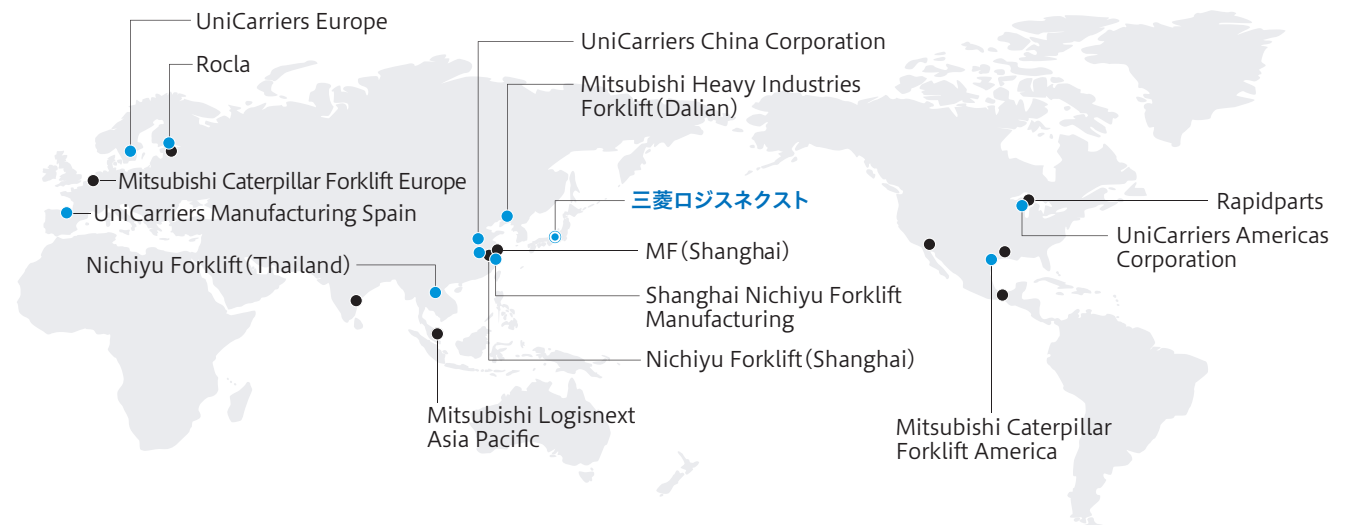 UniCarriers Europe
Rocla
Mitsubishi Caterpillar Forklift Europe
UniCarriers Manufacturing Spain
Nichiyu Forklift(Thailand)
UniCarriers China Corporation
Mitsubishi Heavy Industries
Forklift(Dalian)
三菱ロジスネクスト
MF(Shanghai)
Shanghai Nichiyu Forklift
Manufacturing
Nichiyu Forklift(Shanghai)
Mitsubishi Logisnext
Asia Pacific
Rapidparts
UniCarriers Americas
Corporation
Mitsubishi Caterpillar
Forklift America